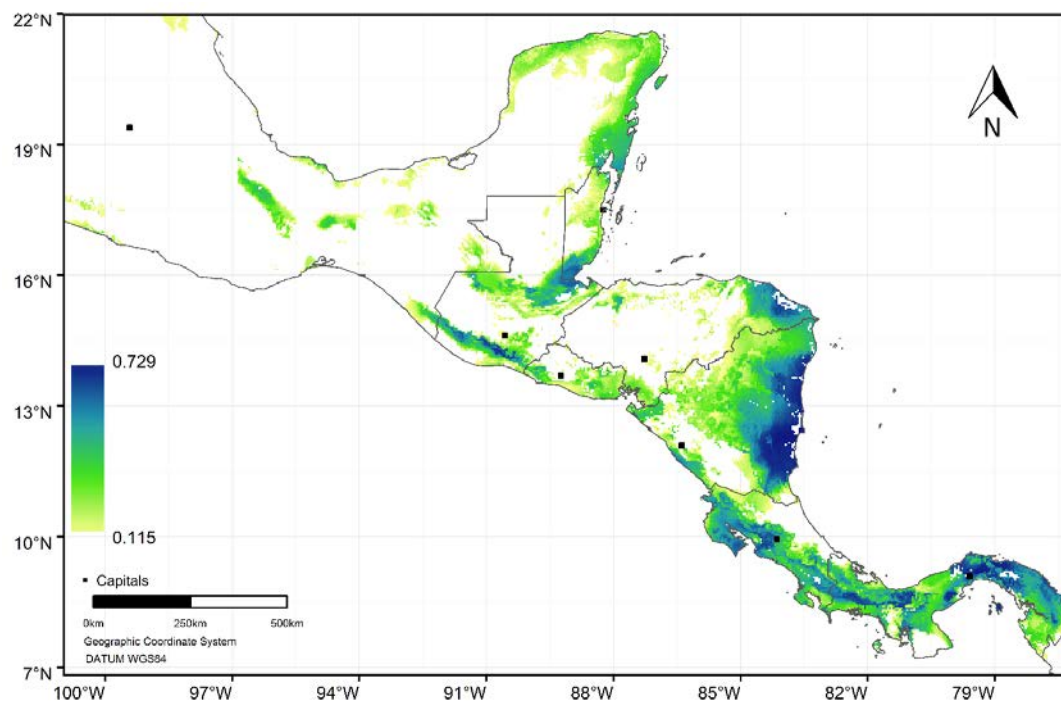 22°N
19°N
16°N
13°N
10°N
7°N
N
0.729
0.115
Capitals
0km 250km 500km
Geographic Coordinate System
DATUM WGS84
100°W 97°W 94°W 91°W 88°W 85°W 82°W 79°W